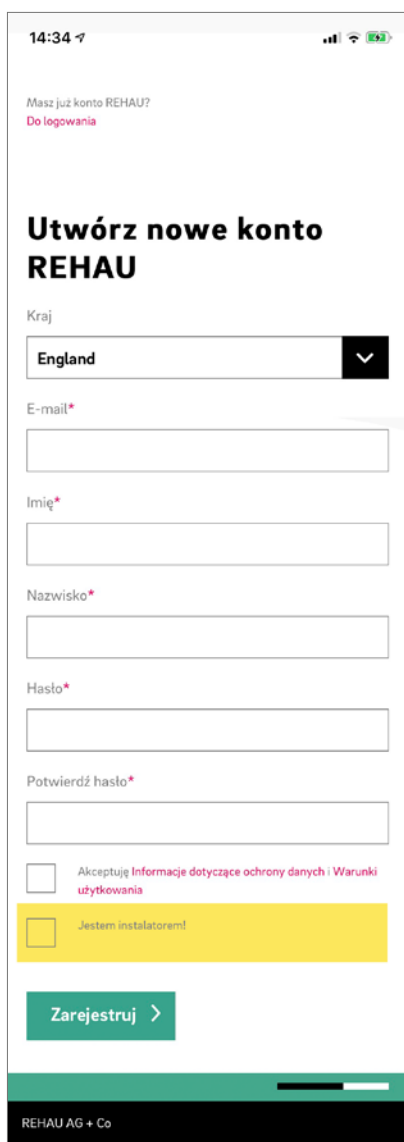 14:34
Masz już konto REHAU?
Do logowania
Utwórz nowe konto
REHAU
Kraj
England
E-mail*
Imię*
Nazwisko*
Hasło*
Potwierdź hasło*
Akceptuję Informacje dotyczące ochrony danych i Warunki
użytkowania
Jestem instalatorem!
Zarejestruj
REHAU AG + Co